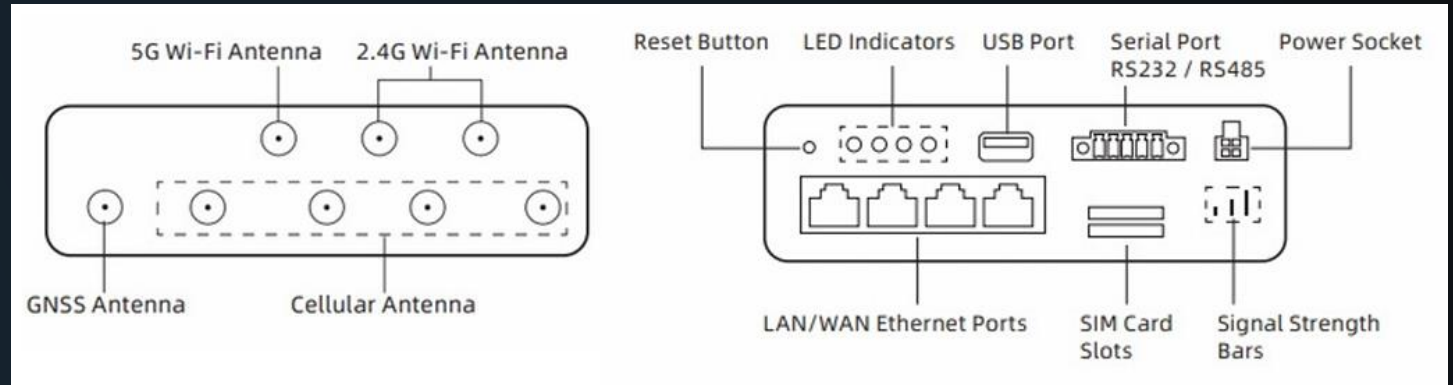 5G Wi-Fi Antenna
2.4G Wi-Fi Antenna
GNSS Antenna
Cellular Antenna
Reset Button
LED Indicators
USB Port
Serial Port
RS232 / RS485
Power Socket
LAN/WAN Ethernet Ports
SIM Card
Slots
Signal Strength
Bars